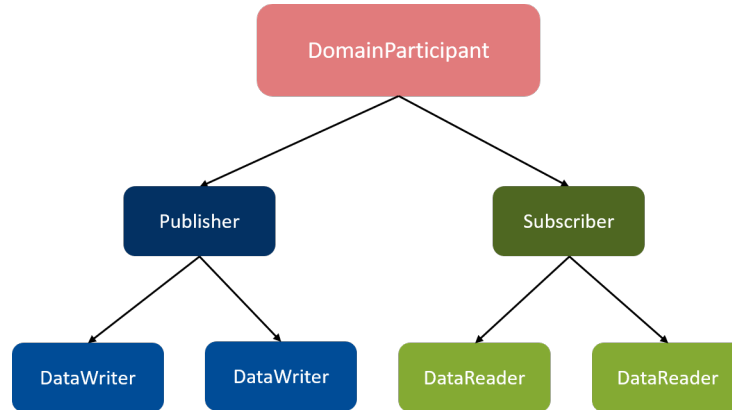 DomainParticipant
Publisher
Subscriber
DataWriter
DataWriter
DataReader
DataReader